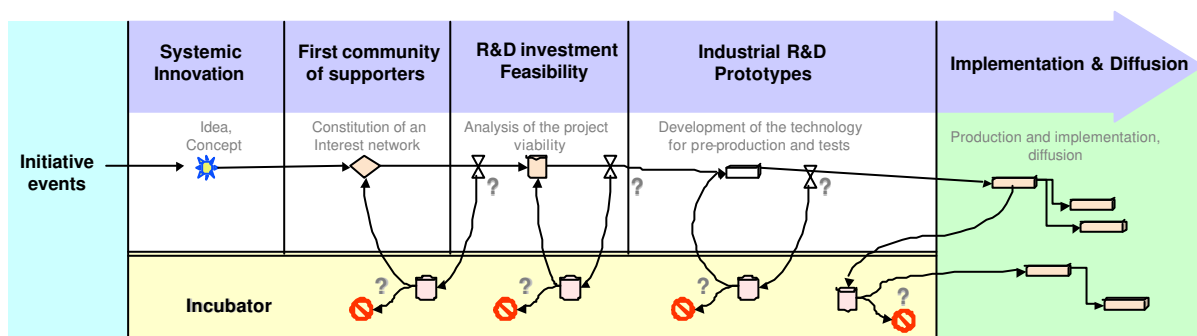 Systemic
Innovation
First community
of supporters
R&D investment
Feasibility
Industrial R&D
Prototypes
Implementation & Diffusion
Initiative
events
Idea,
Concept
Constitution of an
Interest network
Analysis of the project
viability
Development of the technology
for pre-production and tests
Production and implementation,
diffusion
?
?
?
Incubator
?
?
?
?